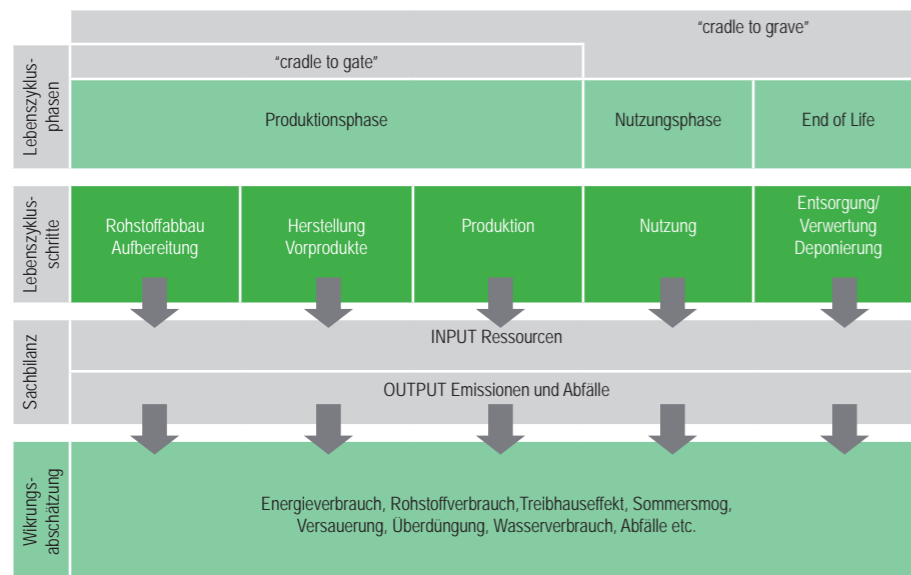 "cradle to grave"
"cradle to gate"
Lebenszyklus-
phasen
Produktionsphase
Nutzungsphase
End of Life
Lebenszyklus-
schritte
Rohstoffabbau
Aufbereitung
Herstellung
Vorprodukte
Produktion
Nutzung
Entsorgung/
Verwertung
Deponierung
Sachbilanz
INPUT Ressourcen
OUTPUT Emissionen und Abfälle
Wikrungs-
abschätzung
Energieverbrauch, Rohstoffverbrauch,Treibhauseffekt, Sommersmog,
Versauerung, Überdüngung, Wasserverbrauch, Abfälle etc.